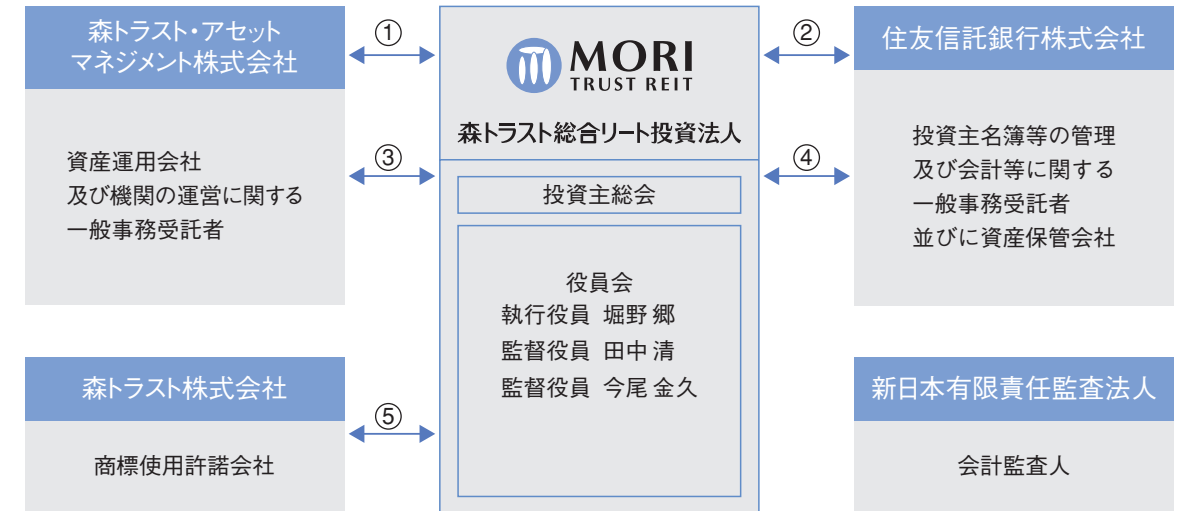 森トラスト・アセット
マネジメント株式会社
資産運用会社
及び機関の運営に関する
一般事務受託者
①
③
MORI
TRUST REIT
森トラスト総合リート投資法人
投資主総会
役員会
執行役員 堀野 郷
監督役員 田中 清
監督役員 今尾 金久
②
④
住友信託銀行株式会社
投資主名簿等の管理
及び会計等に関する
一般事務受託者
並びに資産保管会社
森トラスト株式会社
商標使用許諾会社
⑤
新日本有限責任監査法人
会計監査人